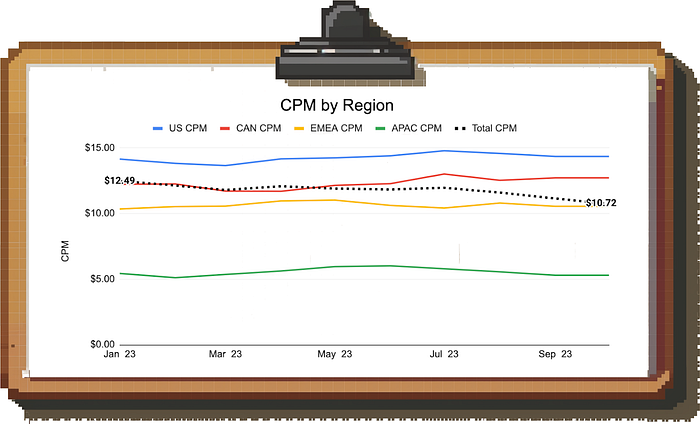 CPM by Region
US CPM CAN CPM EMEA CPM APAC CPM Total CPM
$15.00
$12.49
$10.72
$10.00
CPM
$5.00
$0.00
Jan 23 Mar 23 May 23 Jul 23 Sep 23